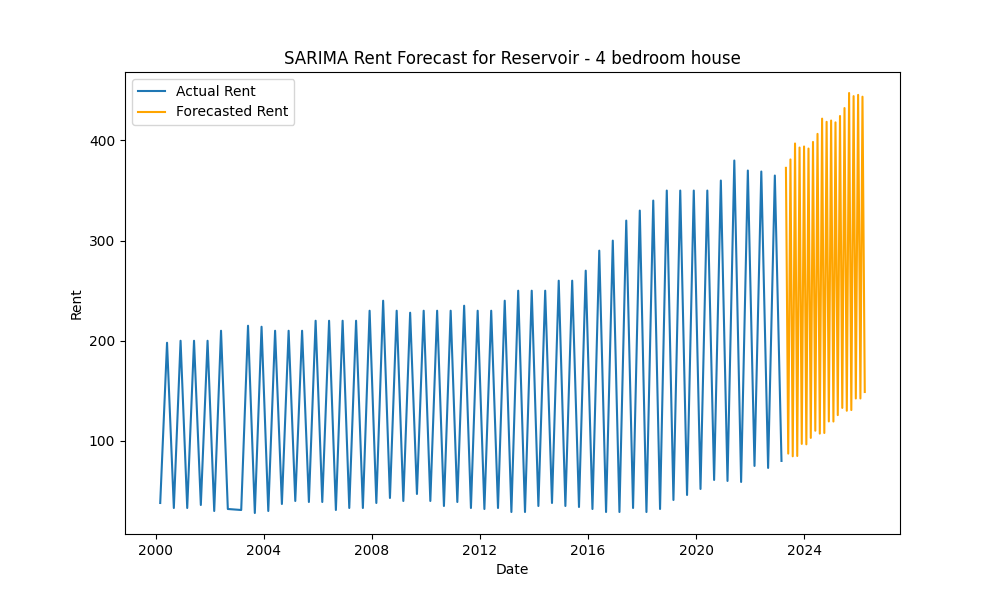 SARIMA Rent Forecast for Reservoir - 4 bedroom house
Actual Rent
Forecasted Rent
400
300
200
100
Rent
2000 2004 2008 2012 2016 2020 2024
Date